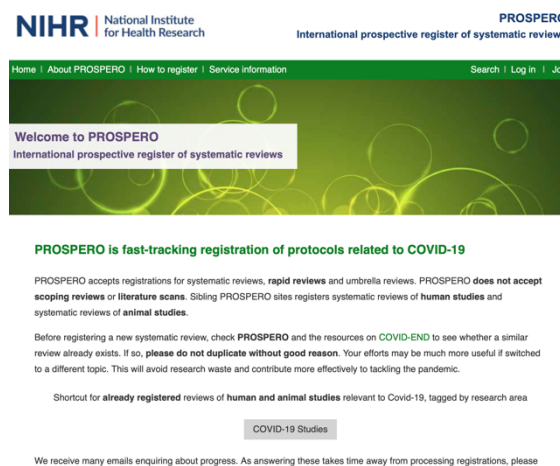 NIHR | National Institute
for Health Research
PROSPERO
International prospective register of systematic review
Home | About PROSPERO | How to register | Service information
Search | Log in | Jo
Welcome to PROSPERO
International prospective register of systematic reviews
PROSPERO is fast-tracking registration of protocols related to COVID-19
PROSPERO accepts registrations for systematic reviews, rapid reviews and umbrella reviews. PROSPERO does not accept
scoping reviews or literature scans. Sibling PROSPERO sites registers systematic reviews of human studies and
systematic reviews of animal studies.
Before registering a new systematic review, check PROSPERO and the resources on COVID-END to see whether a similar
review already exists. If so, please do not duplicate without good reason. Your efforts may be much more useful if switched
to a different topic. This will avoid research waste and contribute more effectively to tackling the pandemic.
Shortcut for already registered reviews of human and animal studies relevant to Covid-19, tagged by research area
COVID-19 Studies
We receive many emails enquiring about progress. As answering these takes time away from processing registrations, please